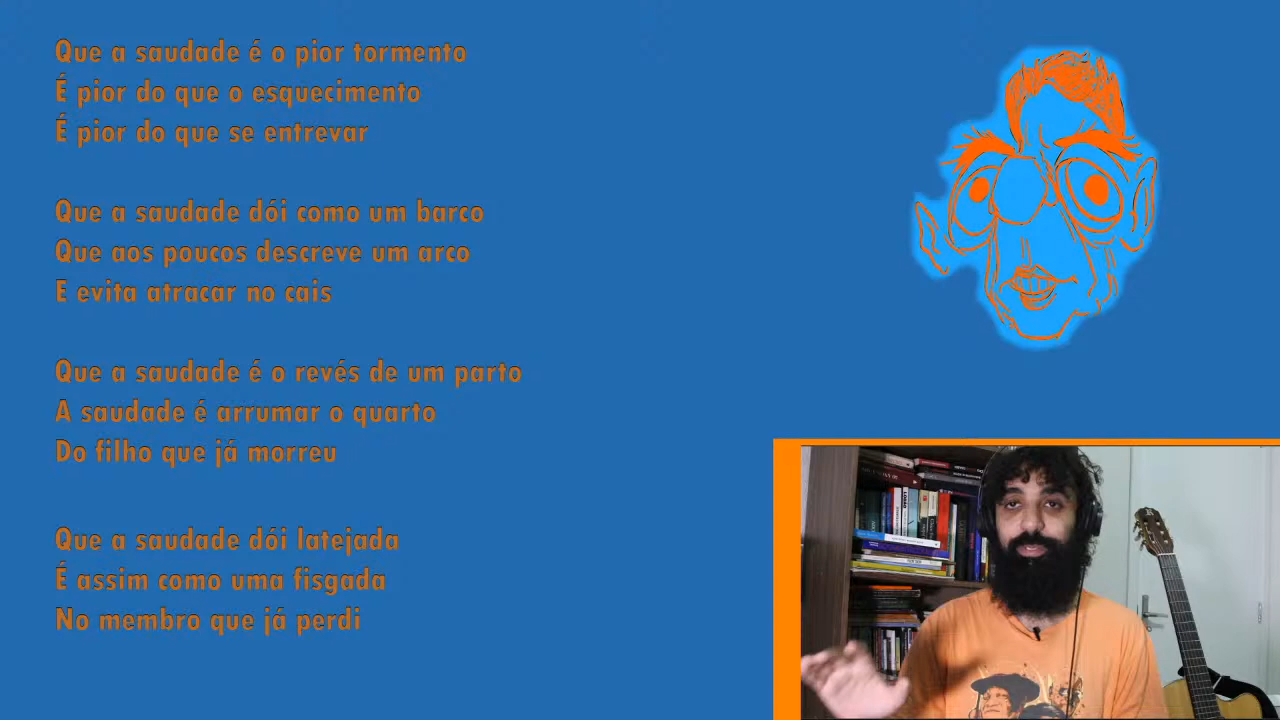 Que a saudade é o pior tormento
É pior do que o esquecimento
É pior do que se entrevar
Que a saudade dói como um barco
Que aos poucos descreve um arco
E evita atracar no cais
Que a saudade é o revés de um parto
A saudade é arrumar o quarto
Do filho que já morreu
Que a saudade dói latejada
É assim como uma fisgada
No membro que já perdi